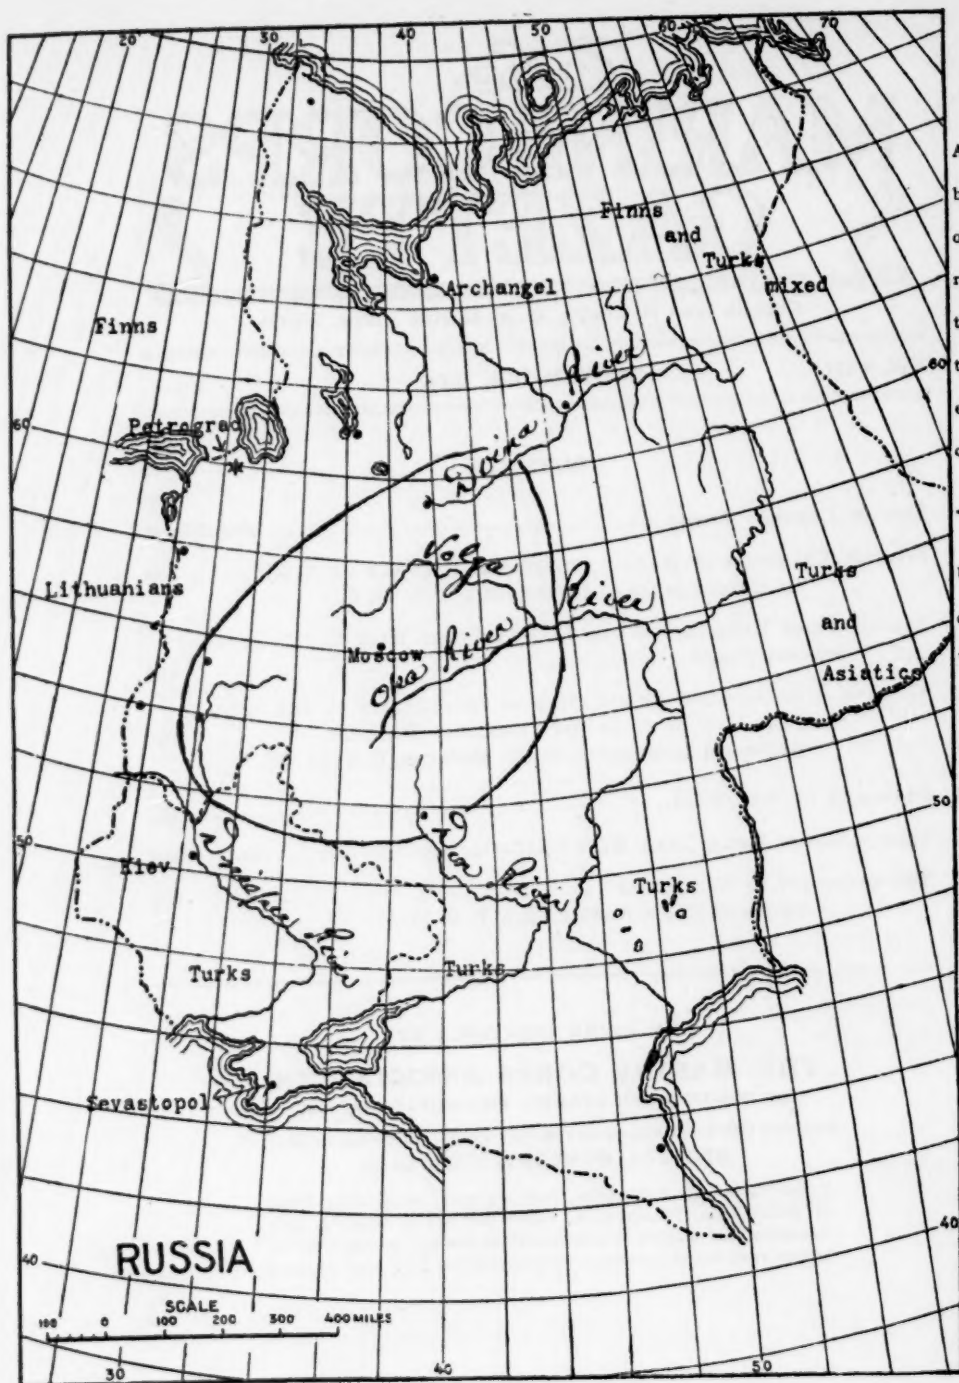 20 30 40 50 60 70
Finns
and
Turks
mixed
Archangel
Finns
River
60
60
Petrograd
Dvina
Volga
Lithuanians
River
Turks
and
Asiatics
Moscow
Oka River
50
50
Kiev
Dnieper River
Don River
Turks
Turks
Turks
Sevastopol
40
40
RUSSIA
SCALE
100 0 100 200 300 400 MILES
30 40 50